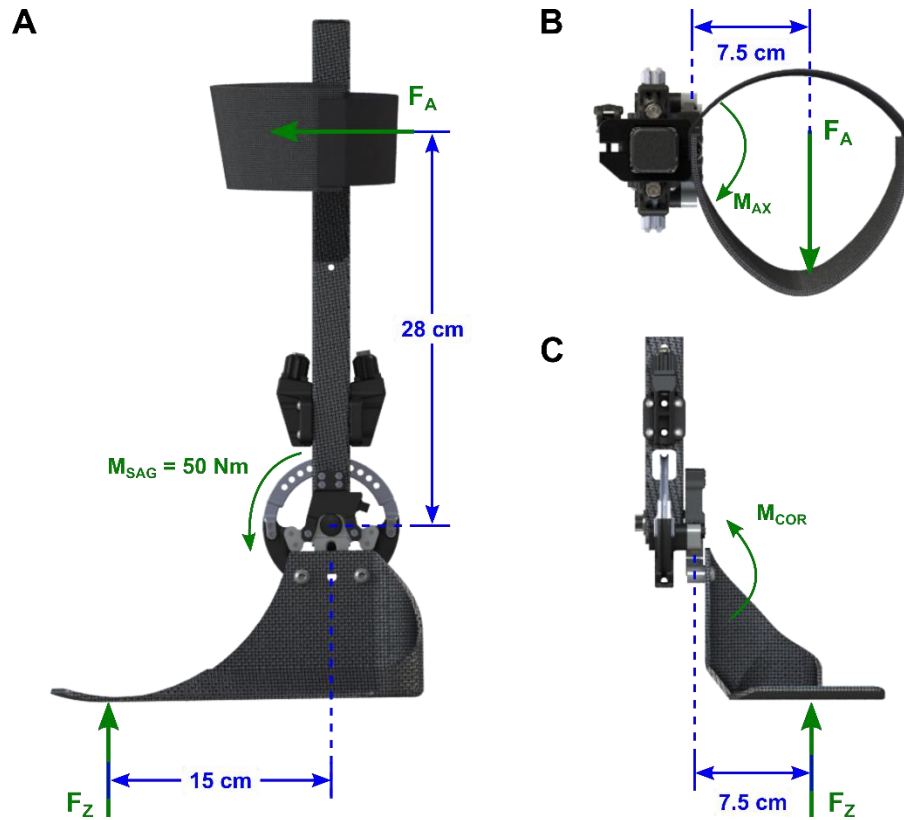 A
F_A
28 cm
M_SAG = 50 Nm
15 cm
F_Z
B
7.5 cm
F_A
M_AX
C
M_COR
7.5 cm
F_Z